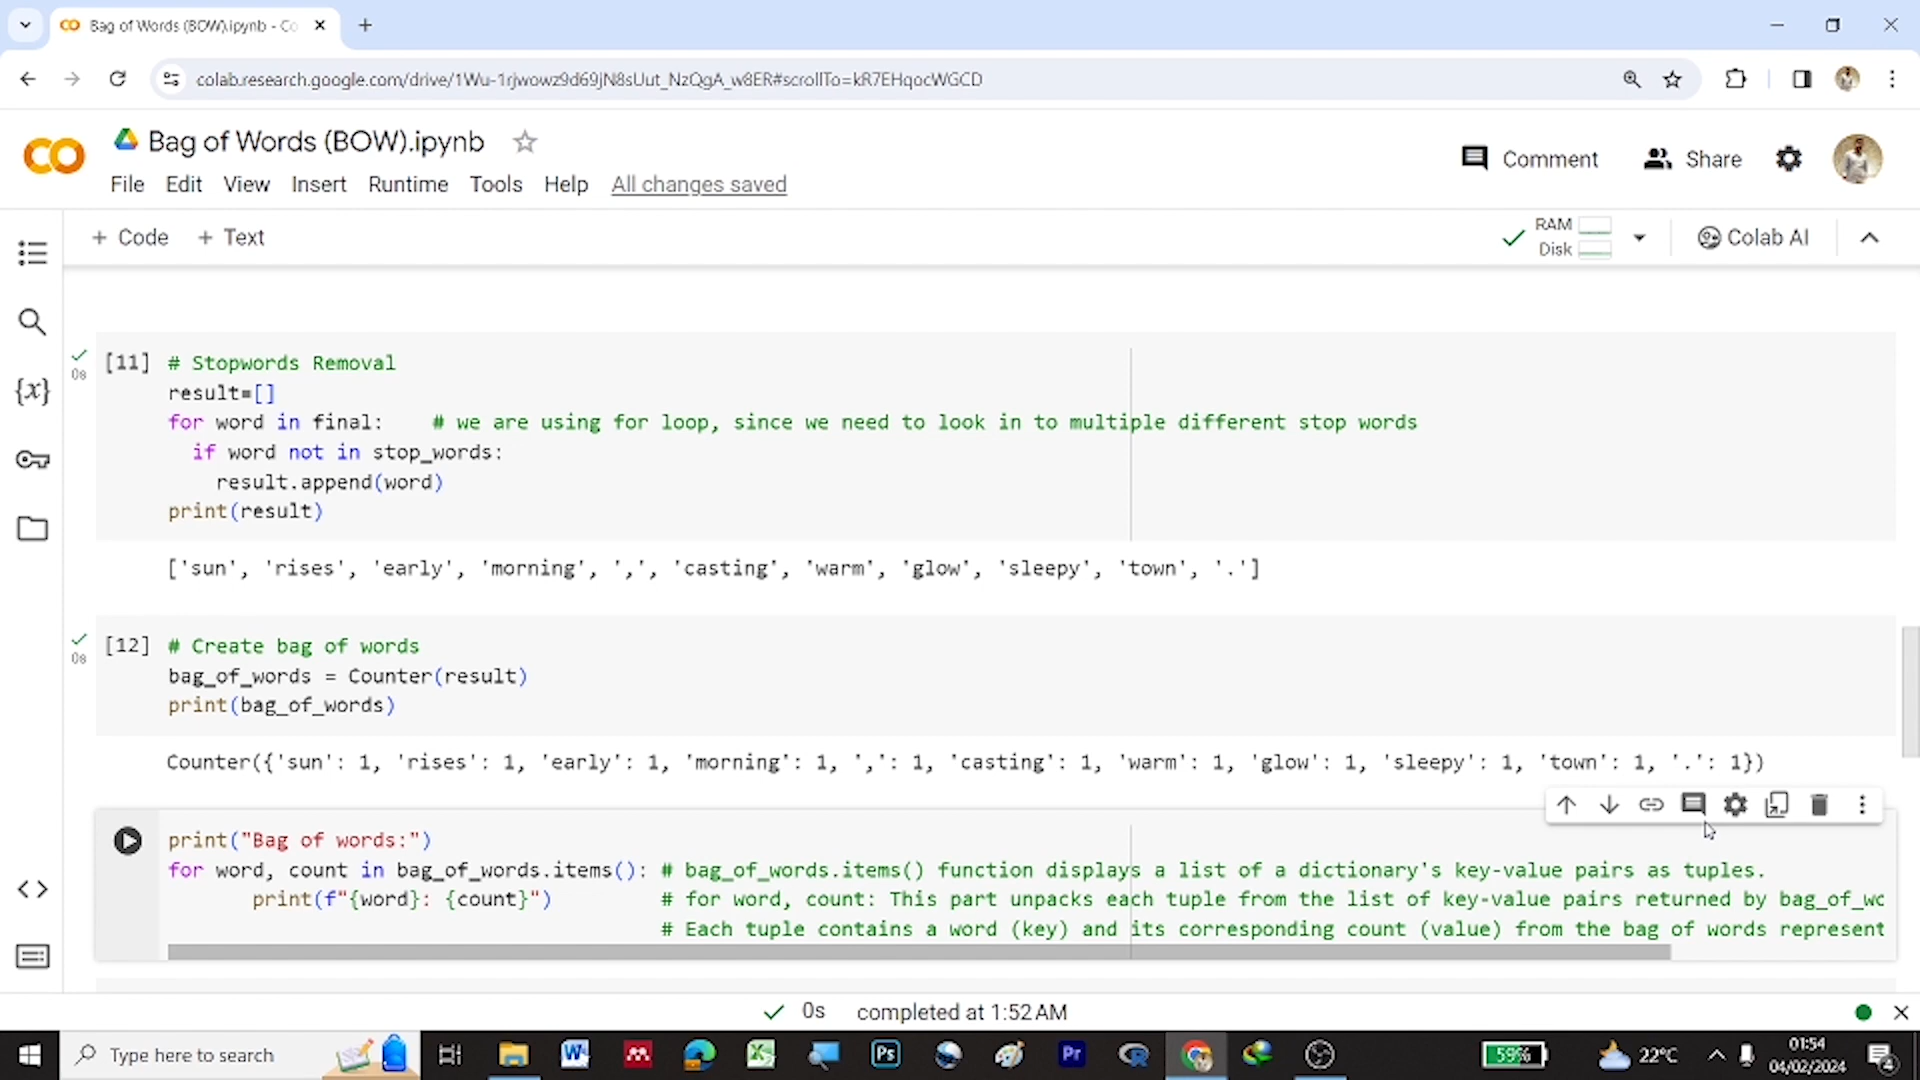 Bag of Words (BOW).ipynb - Co
colab.research.google.com/drive/1Wu-1rjwowz9d69jN8sUut_NzQgA_w8ER#scrollTo=kR7EHqocWGCD
Bag of Words (BOW).ipynb
Comment
Share
File Edit View Insert Runtime Tools Help All changes saved
+ Code + Text
RAM
Disk
Colab AI
[11] # Stopwords Removal
0s
result=[]
for word in final: # we are using for loop, since we need to look in to multiple different stop words
if word not in stop_words:
result.append(word)
print(result)
['sun', 'rises', 'early', 'morning', ',', 'casting', 'warm', 'glow', 'sleepy', 'town', '.']
[12] # Create bag of words
0s
bag_of_words = Counter(result)
print(bag_of_words)
Counter({'sun': 1, 'rises': 1, 'early': 1, 'morning': 1, ',': 1, 'casting': 1, 'warm': 1, 'glow': 1, 'sleepy': 1, 'town': 1, '.': 1})
print("Bag of words:")
for word, count in bag_of_words.items(): # bag_of_words.items() function displays a list of a dictionary's key-value pairs as tuples.
print(f"{word}: {count}") # for word, count: This part unpacks each tuple from the list of key-value pairs returned by bag_of_wo
# Each tuple contains a word (key) and its corresponding count (value) from the bag of words represent
0s completed at 1:52 AM
Type here to search
59%
22°C
01:54
04/02/2024
4